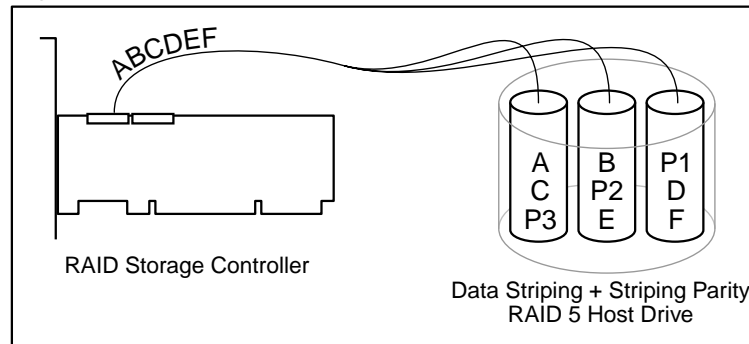 ABCDEF
A B P1
C P2 D
P3 E F
RAID Storage Controller
Data Striping + Striping Parity
RAID 5 Host Drive